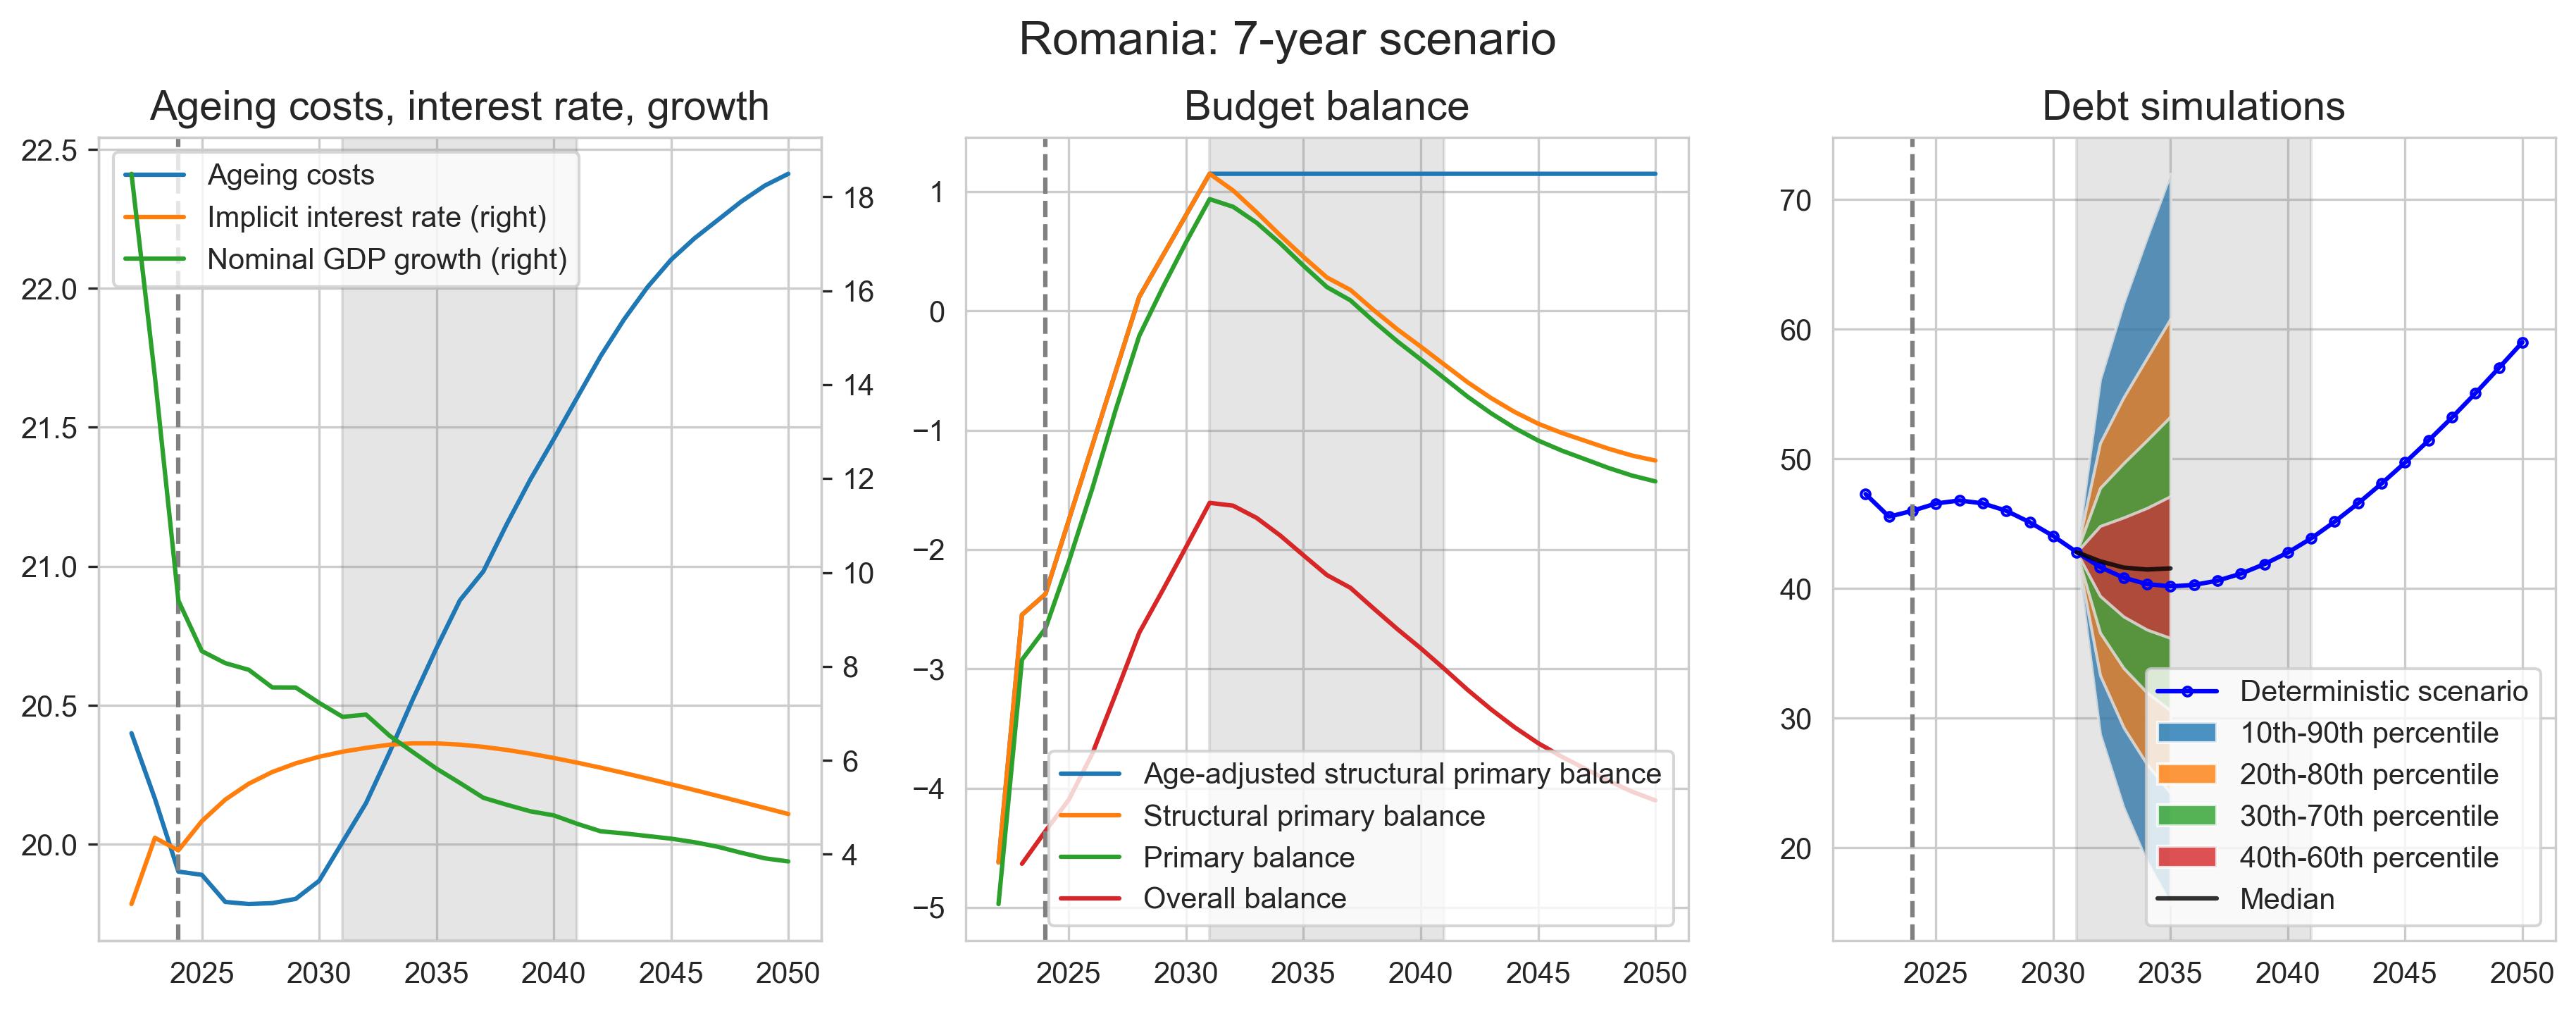 Romania: 7-year scenario
Ageing costs, interest rate, growth
22.5
22.0
21.5
21.0
20.5
20.0
18
16
14
12
10
8
6
4
Ageing costs
Implicit interest rate (right)
Nominal GDP growth (right)
2025 2030 2035 2040 2045 2050
Budget balance
1
0
−1
−2
−3
−4
−5
Age-adjusted structural primary balance
Structural primary balance
Primary balance
Overall balance
2025 2030 2035 2040 2045 2050
Debt simulations
70
60
50
40
30
20
Deterministic scenario
10th-90th percentile
20th-80th percentile
30th-70th percentile
40th-60th percentile
Median
2025 2030 2035 2040 2045 2050